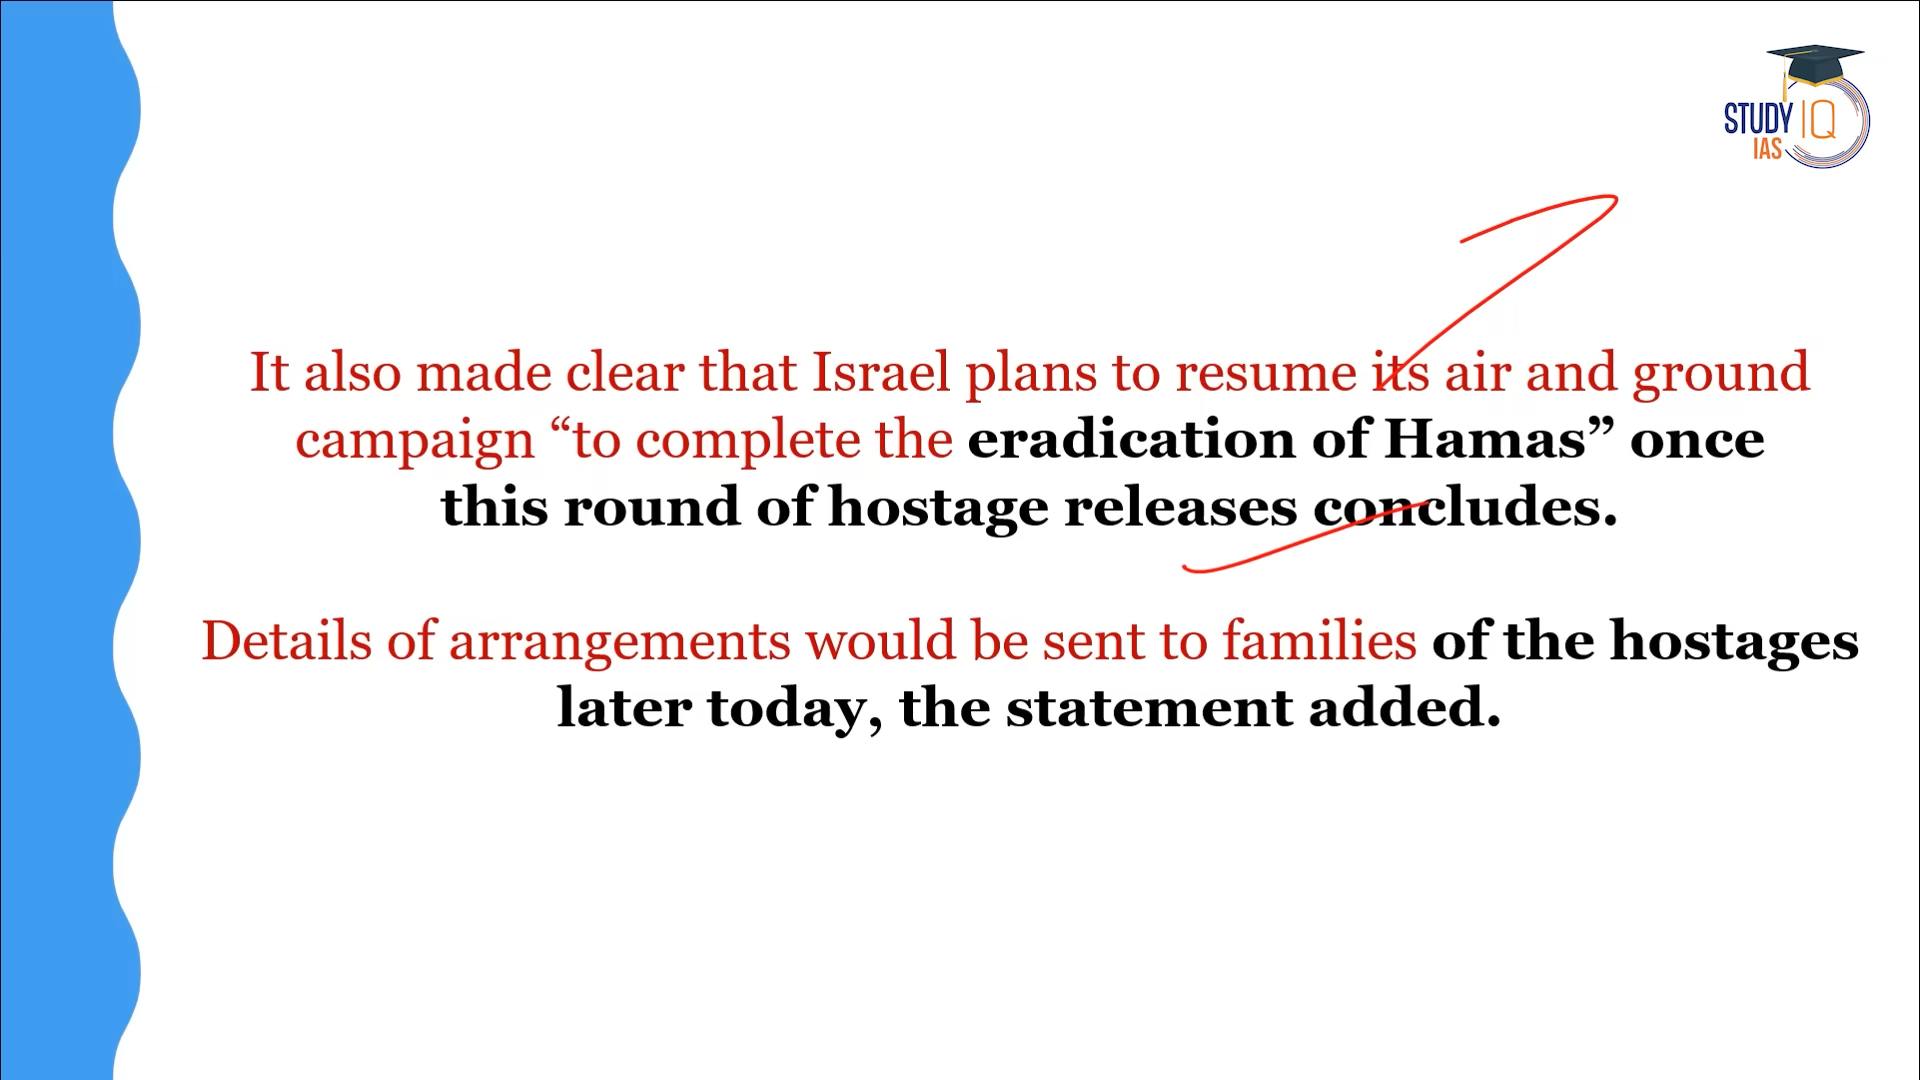 STUDY IQ
IAS
It also made clear that Israel plans to resume its air and ground
campaign “to complete the eradication of Hamas” once
this round of hostage releases concludes.
Details of arrangements would be sent to families of the hostages
later today, the statement added.